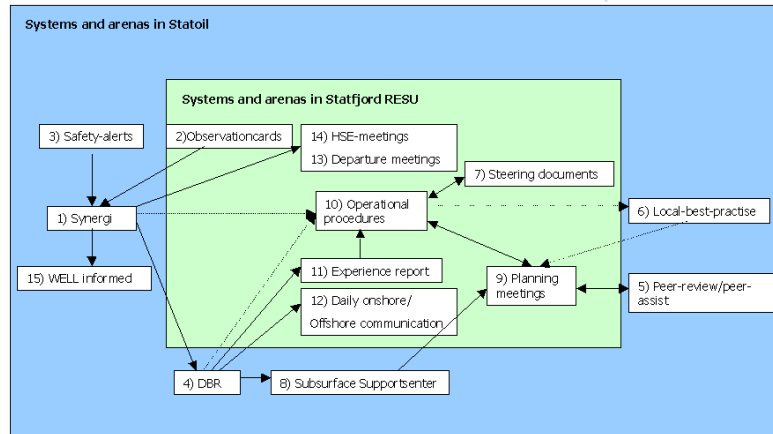 Systems and arenas in Statoil
Systems and arenas in Statfjord RESU
3) Safety-alerts
2)Observationcards
14) HSE-meetings
13) Departure meetings
7) Steering documents
1) Synergi
10) Operational
procedures
6) Local-best-practise
15) WELL informed
11) Experience report
9) Planning
meetings
5) Peer-review/peer-
assist
12) Daily onshore/
Offshore communication
4) DBR
8) Subsurface Supportsenter